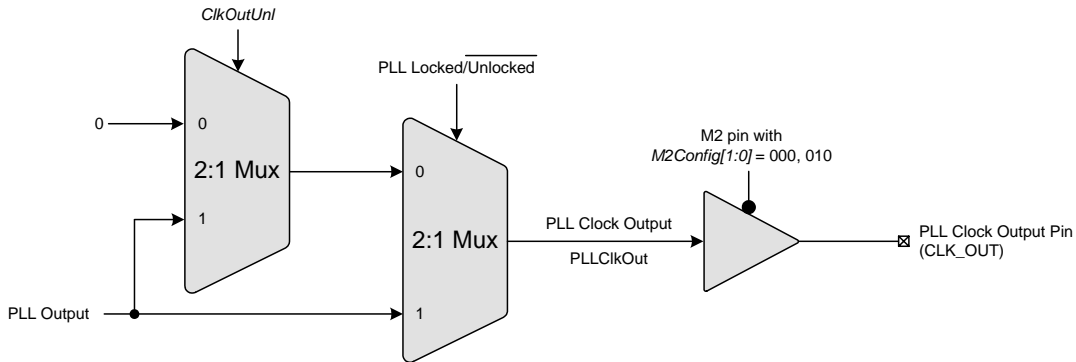 ClkOutUnl
PLL Locked/Unlocked
0
0
2:1 Mux
1
0
2:1 Mux
1
PLL Output
M2 pin with
M2Config[1:0] = 000, 010
PLL Clock Output
PLLClkOut
PLL Clock Output Pin
(CLK_OUT)